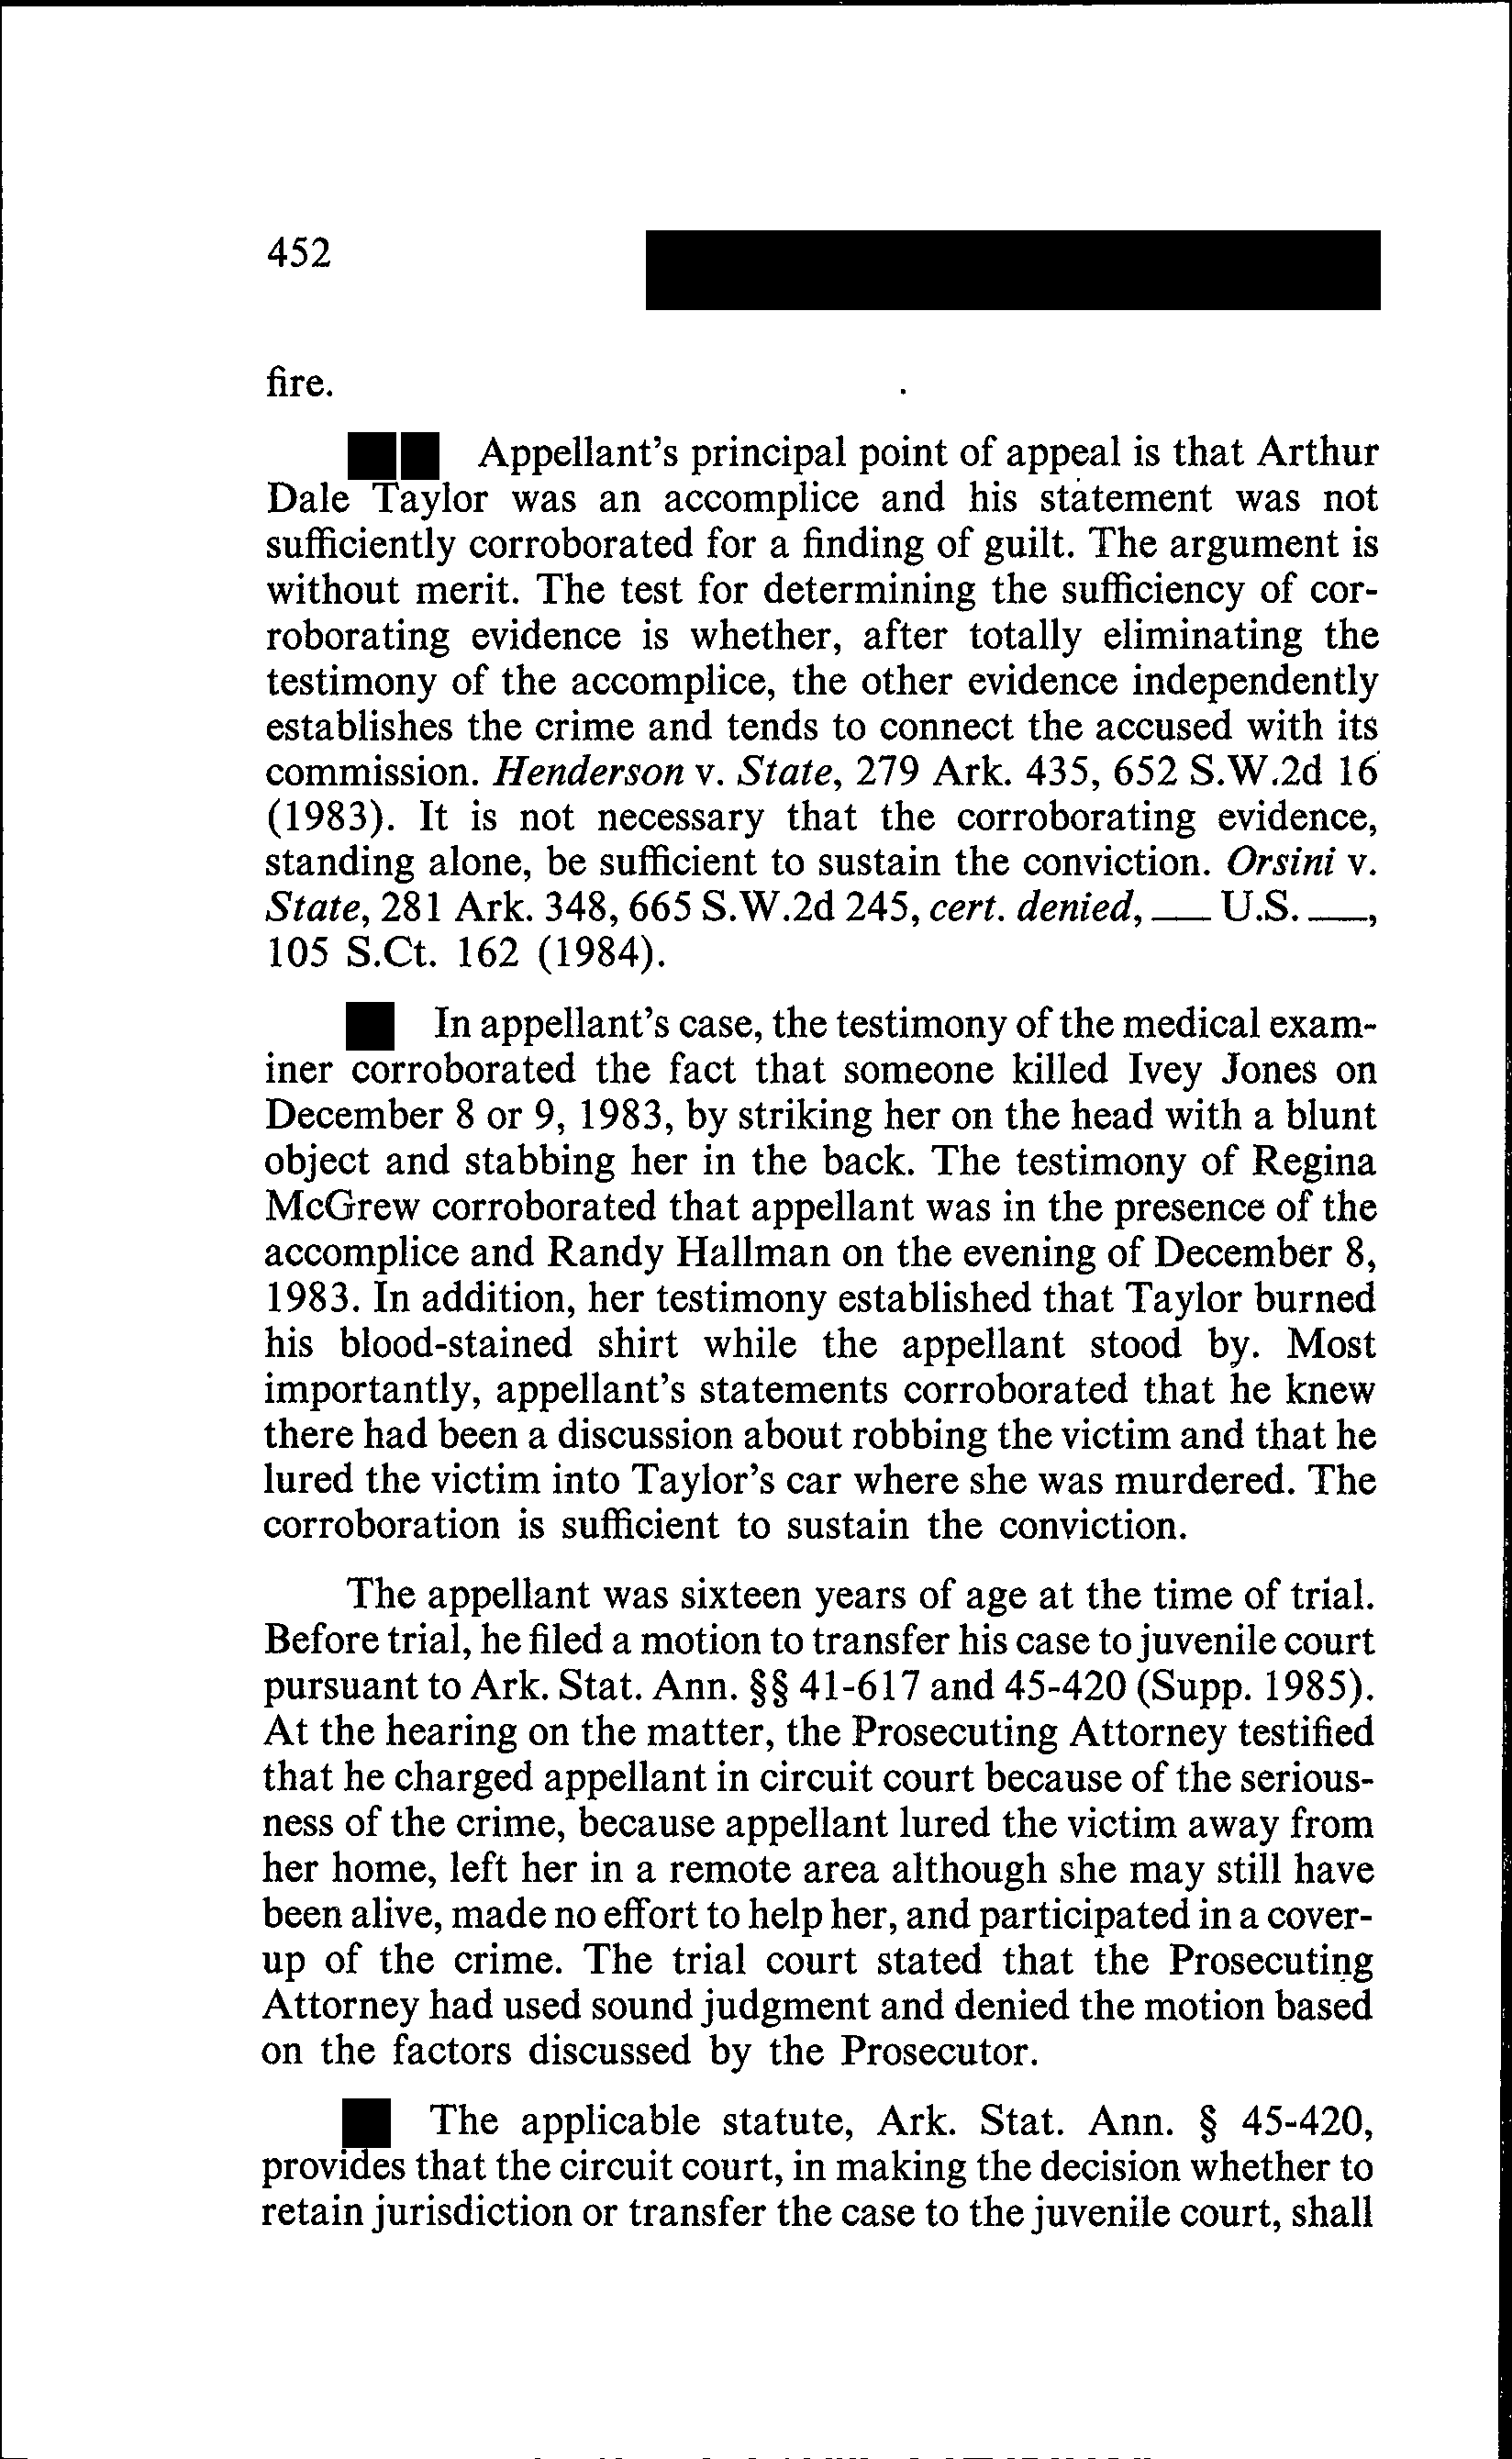 452
fire.
Appellant's principal point of appeal is that Arthur
Dale Taylor was an accomplice and his statement was not
sufficiently corroborated for a finding of guilt. The argument is
without merit. The test for determining the sufficiency of cor-
roborating evidence is whether, after totally eliminating the
testimony of the accomplice, the other evidence independently
establishes the crime and tends to connect the accused with its
commission. Henderson v. State, 279 Ark. 435, 652 S.W.2d 16
(1983). It is not necessary that the corroborating evidence,
standing alone, be sufficient to sustain the conviction. Orsini v.
State, 281 Ark. 348, 665 S.W.2d 245, cert. denied, __ U.S. __,
105 S.Ct. 162 (1984).
In appellant's case, the testimony of the medical exam-
iner corroborated the fact that someone killed Ivey Jones on
December 8 or 9, 1983, by striking her on the head with a blunt
object and stabbing her in the back. The testimony of Regina
McGrew corroborated that appellant was in the presence of the
accomplice and Randy Hallman on the evening of December 8,
1983. In addition, her testimony established that Taylor burned
his blood-stained shirt while the appellant stood by. Most
importantly, appellant's statements corroborated that he knew
there had been a discussion about robbing the victim and that he
lured the victim into Taylor's car where she was murdered. The
corroboration is sufficient to sustain the conviction.
The appellant was sixteen years of age at the time of trial.
Before trial, he filed a motion to transfer his case to juvenile court
pursuant to Ark. Stat. Ann. §§ 41-617 and 45-420 (Supp. 1985).
At the hearing on the matter, the Prosecuting Attorney testified
that he charged appellant in circuit court because of the serious-
ness of the crime, because appellant lured the victim away from
her home, left her in a remote area although she may still have
been alive, made no effort to help her, and participated in a cover-
up of the crime. The trial court stated that the Prosecuting
Attorney had used sound judgment and denied the motion based
on the factors discussed by the Prosecutor.
The applicable statute, Ark. Stat. Ann. § 45-420,
provides that the circuit court, in making the decision whether to
retain jurisdiction or transfer the case to the juvenile court, shall